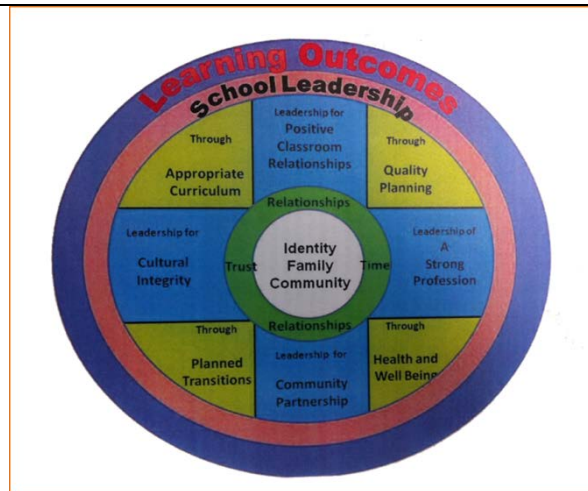 Learning Outcomes
School Leadership
Through
Appropriate
Curriculum
Leadership for
Positive
Classroom
Relationships
Through
Quality
Planning
Leadership for
Cultural
Integrity
Relationships
Trust
Identity
Family
Community
Time
Relationships
Leadership of
A
Strong
Profession
Through
Planned
Transitions
Leadership for
Community
Partnership
Through
Health and
Well Being